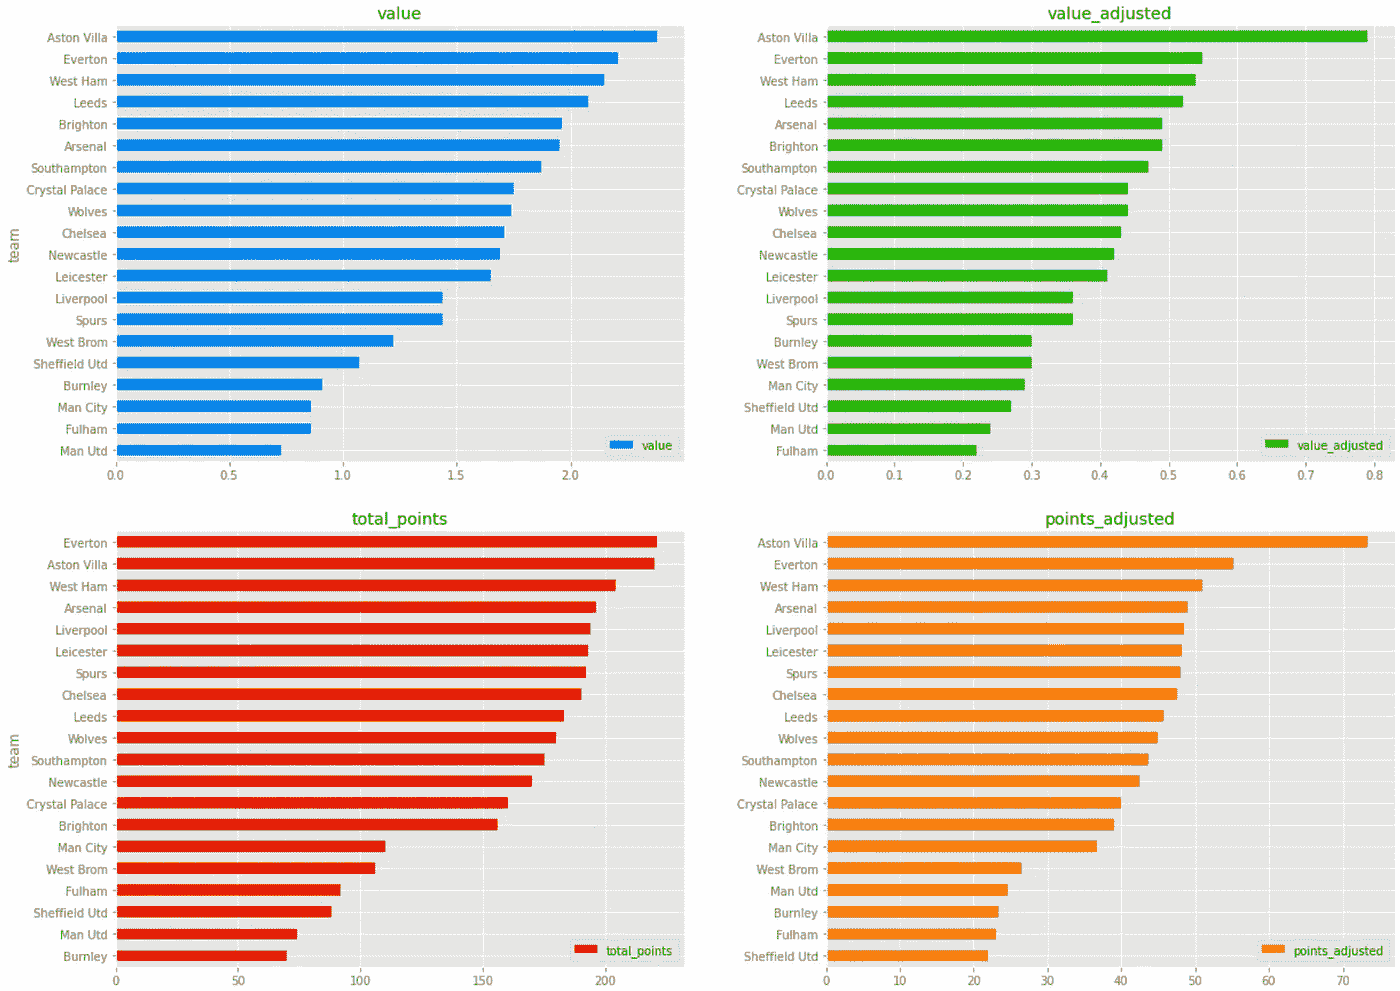 value
Aston Villa
Everton
West Ham
Leeds
Brighton
Arsenal
Southampton
Crystal Palace
Wolves
Chelsea
Newcastle
Leicester
Liverpool
Spurs
West Brom
Sheffield Utd
Burnley
Man City
Fulham
Man Utd
team
value
0.0 0.5 1.0 1.5 2.0
value_adjusted
Aston Villa
Everton
West Ham
Leeds
Arsenal
Brighton
Southampton
Crystal Palace
Wolves
Chelsea
Newcastle
Leicester
Liverpool
Spurs
Burnley
West Brom
Man City
Sheffield Utd
Man Utd
Fulham
value_adjusted
0.0 0.1 0.2 0.3 0.4 0.5 0.6 0.7 0.8
total_points
Everton
Aston Villa
West Ham
Arsenal
Liverpool
Leicester
Spurs
Chelsea
Leeds
Wolves
Southampton
Newcastle
Crystal Palace
Brighton
Man City
West Brom
Fulham
Sheffield Utd
Man Utd
Burnley
team
total_points
0 50 100 150 200
points_adjusted
Aston Villa
Everton
West Ham
Arsenal
Liverpool
Leicester
Spurs
Chelsea
Leeds
Wolves
Southampton
Newcastle
Crystal Palace
Brighton
Man City
West Brom
Man Utd
Burnley
Fulham
Sheffield Utd
points_adjusted
0 10 20 30 40 50 60 70